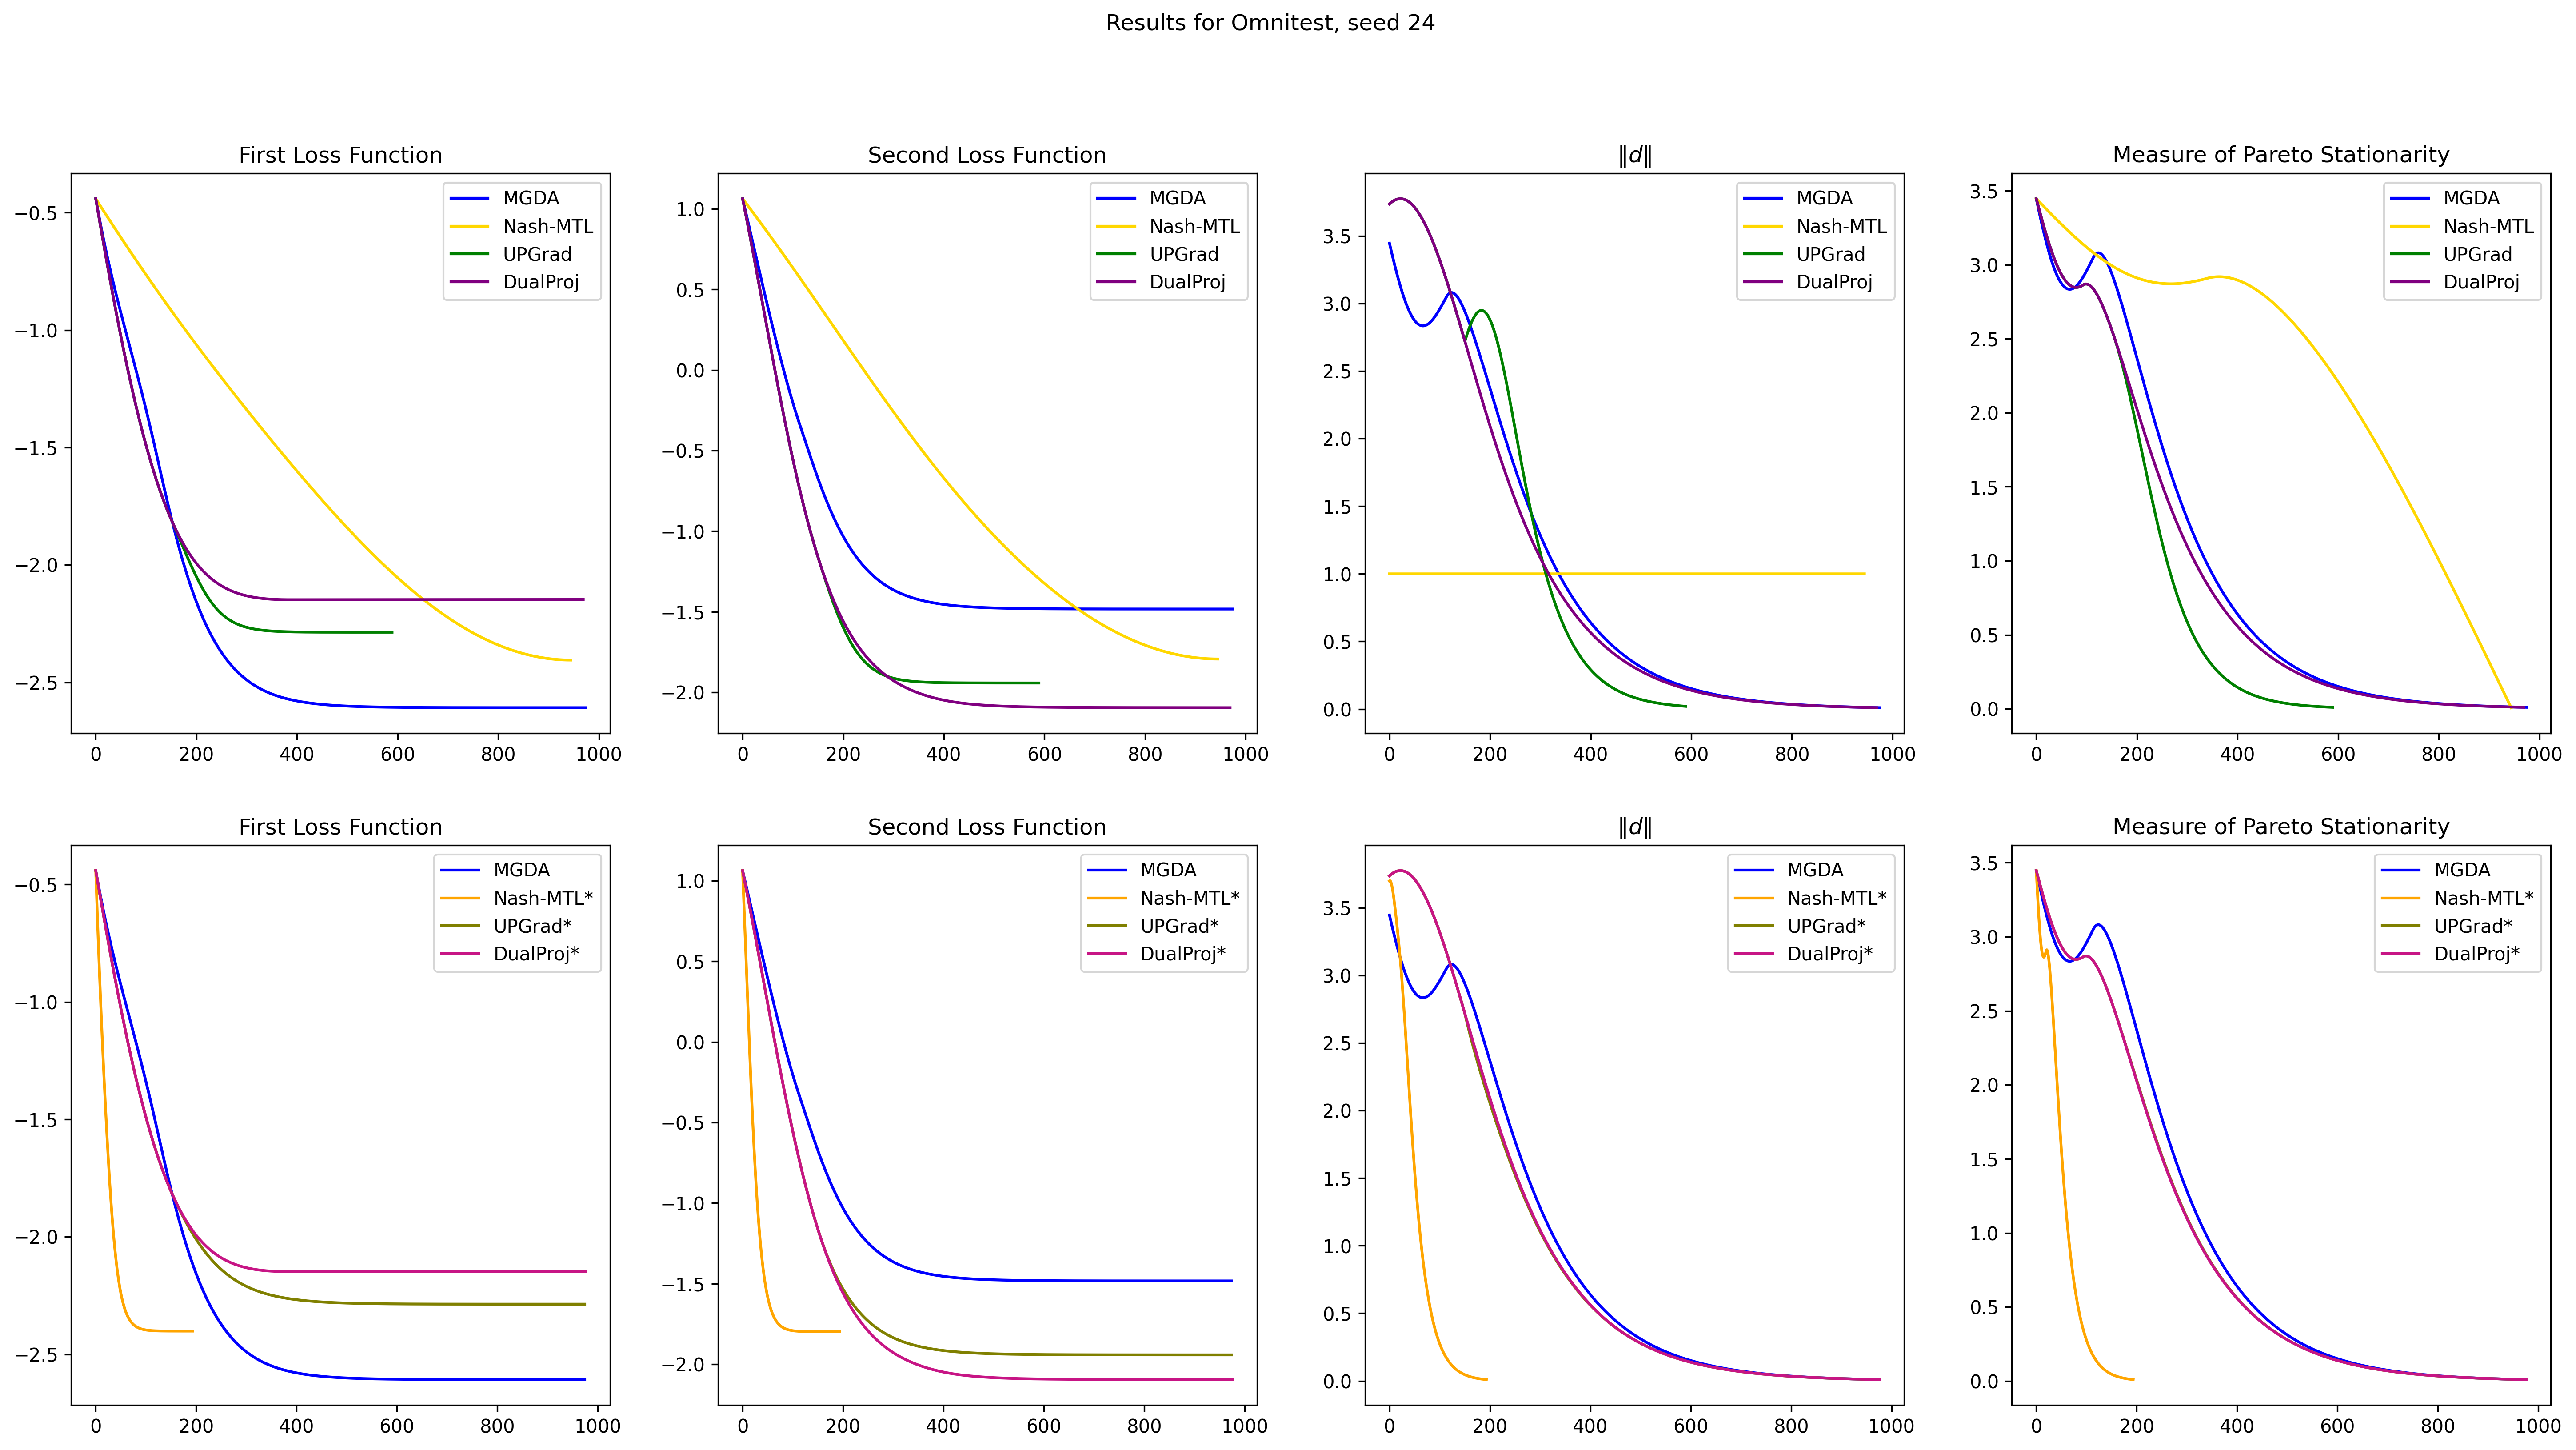 Results for Omnitest, seed 24
First Loss Function
−0.5
−1.0
−1.5
−2.0
−2.5
0 200 400 600 800 1000
MGDA
Nash-MTL
UPGrad
DualProj
Second Loss Function
1.0
0.5
0.0
−0.5
−1.0
−1.5
−2.0
0 200 400 600 800 1000
MGDA
Nash-MTL
UPGrad
DualProj
‖d‖
3.5
3.0
2.5
2.0
1.5
1.0
0.5
0.0
0 200 400 600 800 1000
MGDA
Nash-MTL
UPGrad
DualProj
Measure of Pareto Stationarity
3.5
3.0
2.5
2.0
1.5
1.0
0.5
0.0
0 200 400 600 800 1000
MGDA
Nash-MTL
UPGrad
DualProj
First Loss Function
−0.5
−1.0
−1.5
−2.0
−2.5
0 200 400 600 800 1000
MGDA
Nash-MTL*
UPGrad*
DualProj*
Second Loss Function
1.0
0.5
0.0
−0.5
−1.0
−1.5
−2.0
0 200 400 600 800 1000
MGDA
Nash-MTL*
UPGrad*
DualProj*
‖d‖
3.5
3.0
2.5
2.0
1.5
1.0
0.5
0.0
0 200 400 600 800 1000
MGDA
Nash-MTL*
UPGrad*
DualProj*
Measure of Pareto Stationarity
3.5
3.0
2.5
2.0
1.5
1.0
0.5
0.0
0 200 400 600 800 1000
MGDA
Nash-MTL*
UPGrad*
DualProj*